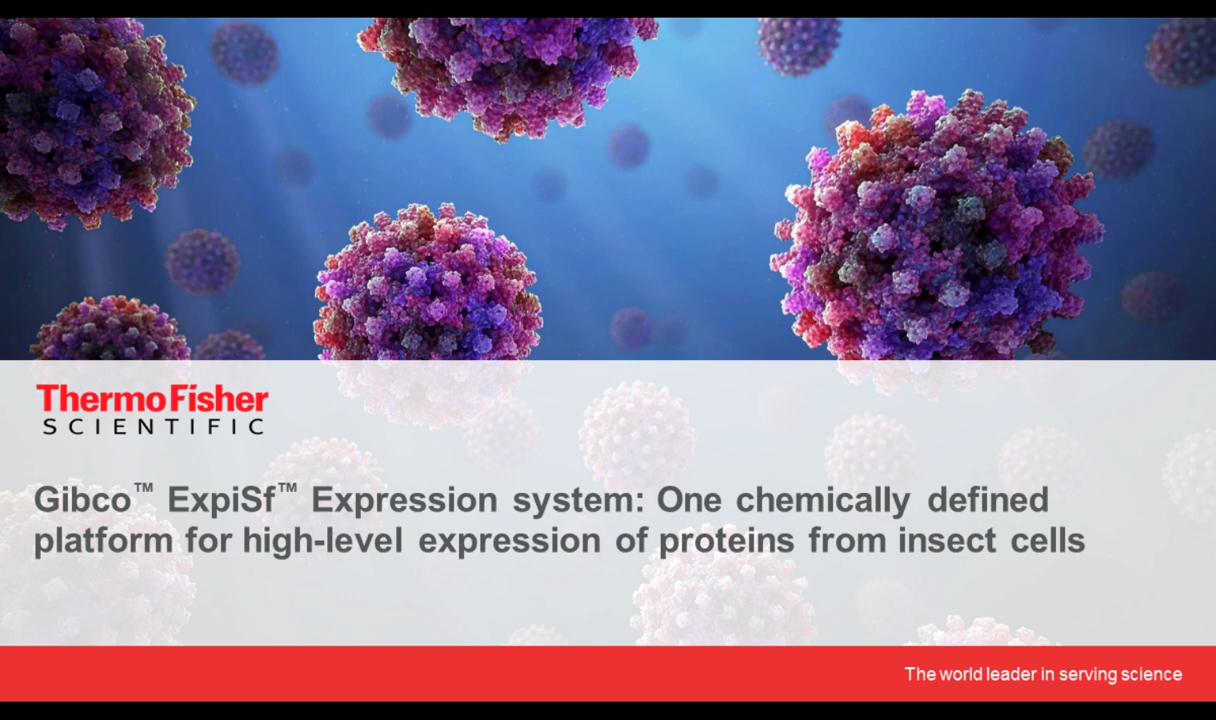 ThermoFisher
SCIENTIFIC
Gibco™ ExpiSf™ Expression system: One chemically defined
platform for high-level expression of proteins from insect cells
The world leader in serving science